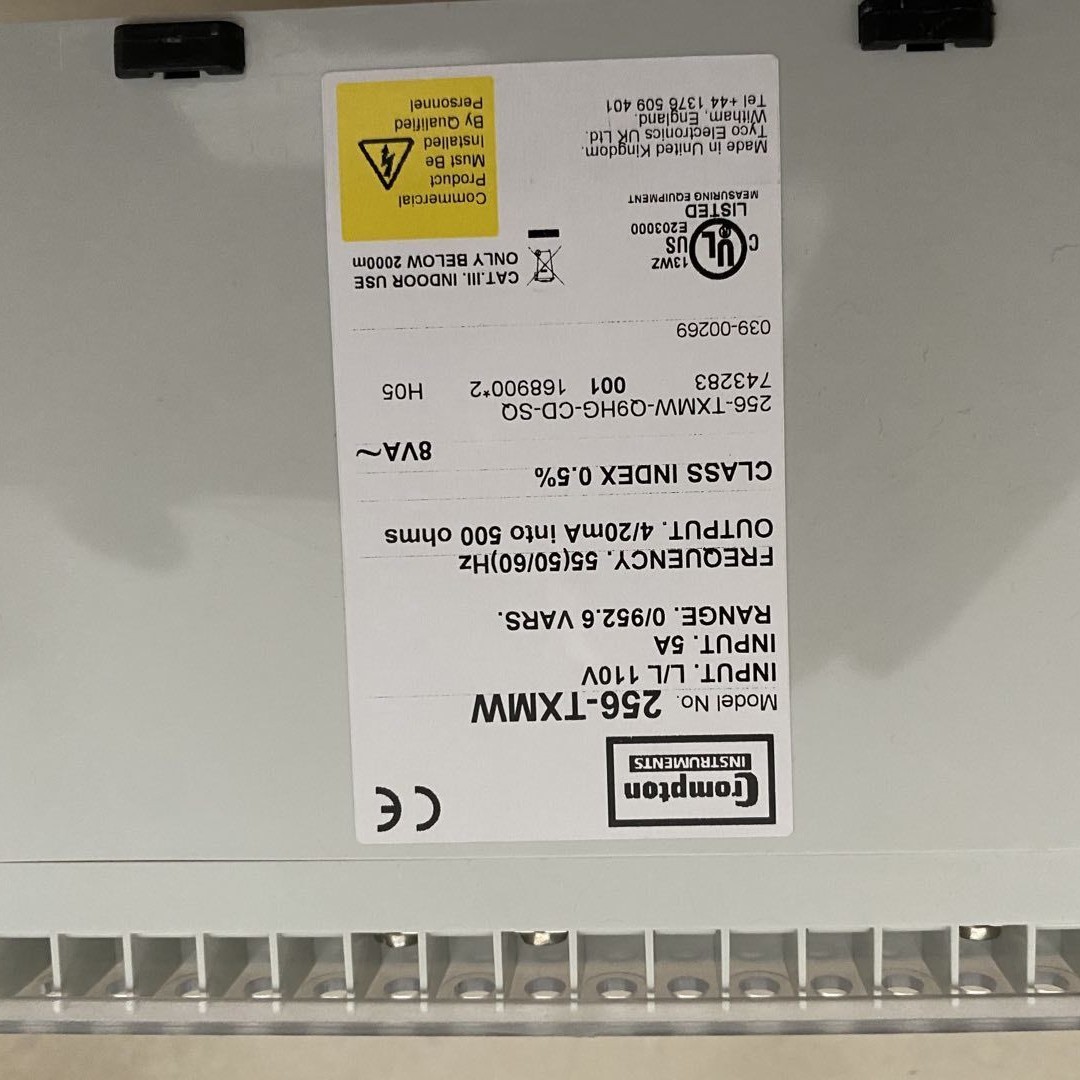 Crompton
INSTRUMENTS
CE
Model No. 256-TXMW
INPUT. L/L 110V
INPUT. 5A
RANGE. 0/952.6 VARS.
FREQUENCY. 55(50/60)Hz
OUTPUT. 4/20mA into 500 ohms
CLASS INDEX 0.5%
8VA~
256-TXMW-Q9HG-CD-SQ
743283 001 168900*2 H05
039-00269
C UL® US
13WZ
E203000
LISTED
MEASURING EQUIPMENT
CAT.III. INDOOR USE
ONLY BELOW 2000m
Made in United Kingdom.
Tyco Electronics UK Ltd.
Witham, England.
Tel +44 1376 509 401
Commercial
Product
Must Be
Installed
By Qualified
Personnel